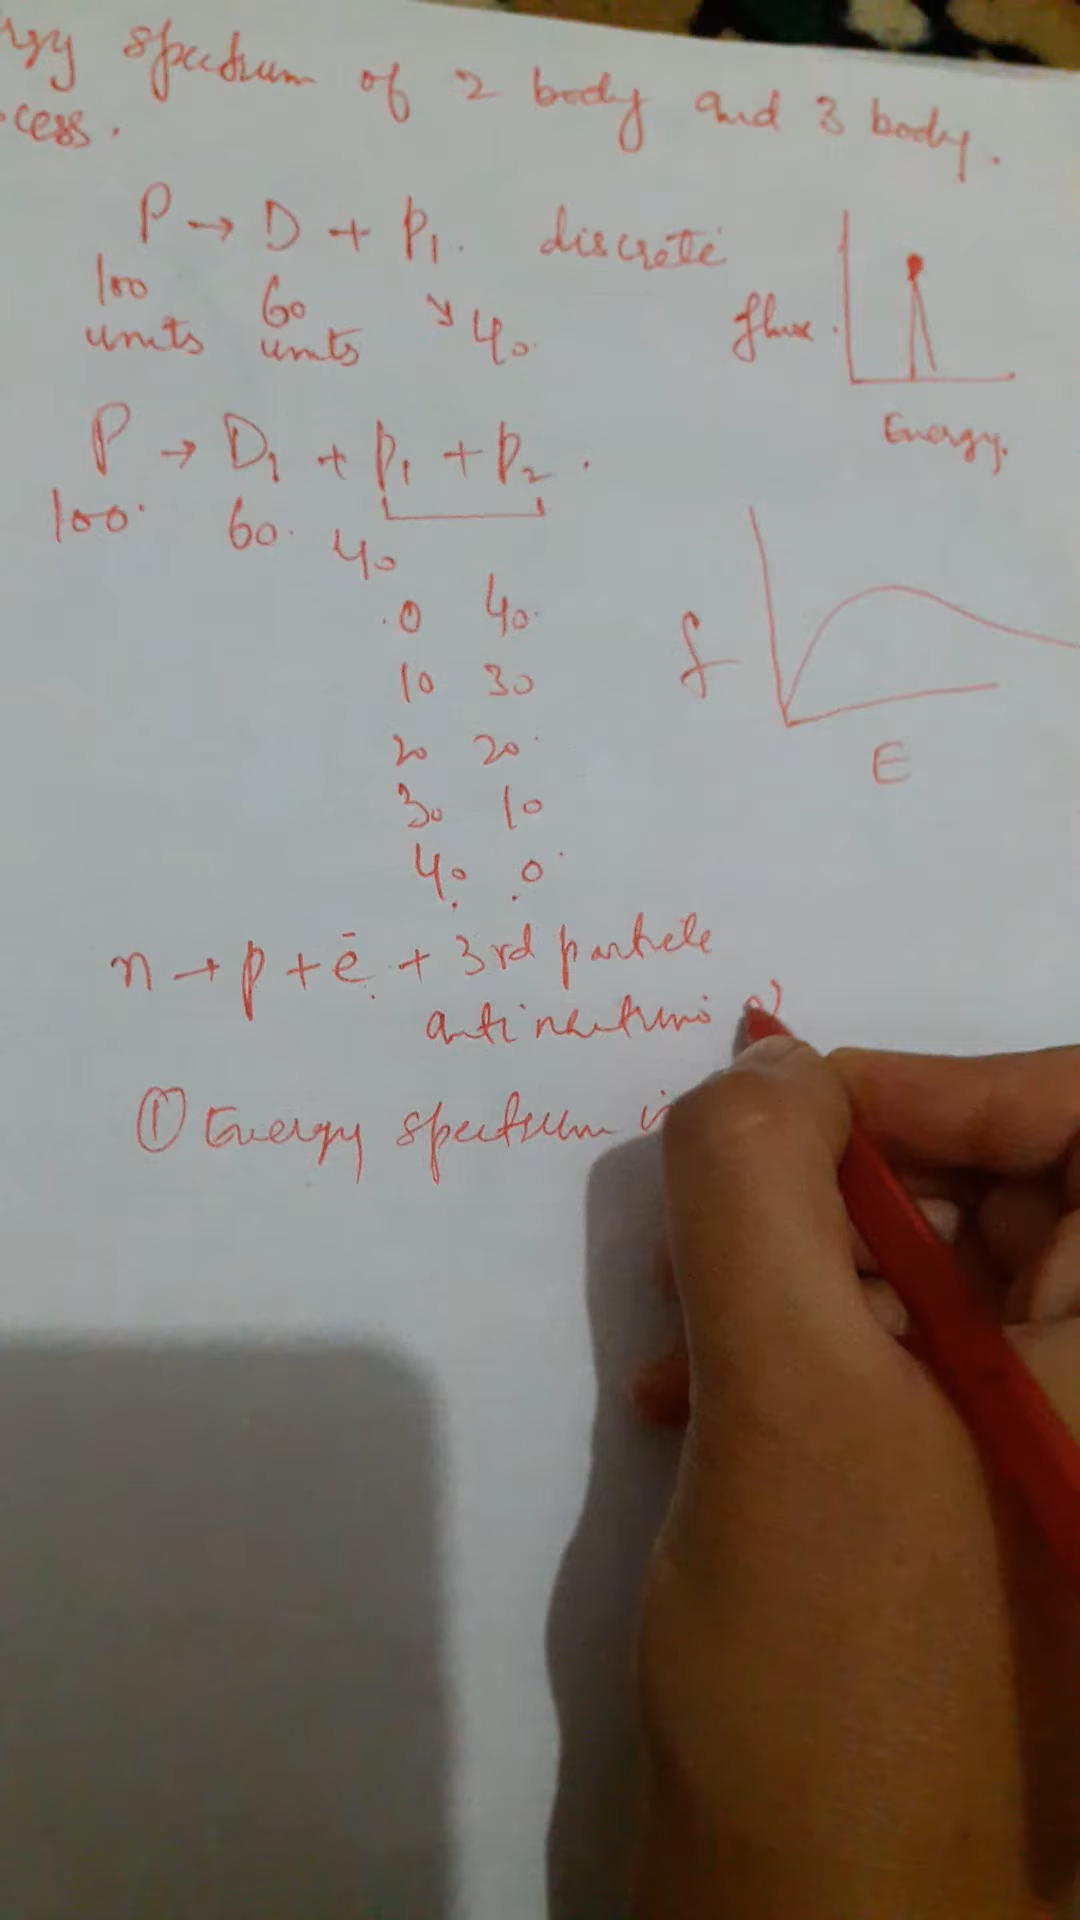 rgy spectrum of 2 body and 3 body.
ocess.
P → D + P₁. discrete
100 60 ↘ 40.
units units
flux.
Energy.
P → D₁ + P₁ + P₂.
100. 60. 40
0 40.
10 30
20 20.
30 10
40 0
f
E
n → p + e̅ + 3rd particle
antineutrino
① Energy spectrum